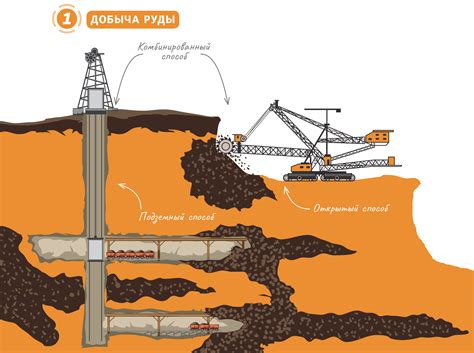 1 ДОБЫЧА РУДЫ
Комбинированный
способ
Подземный способ
Открытый способ